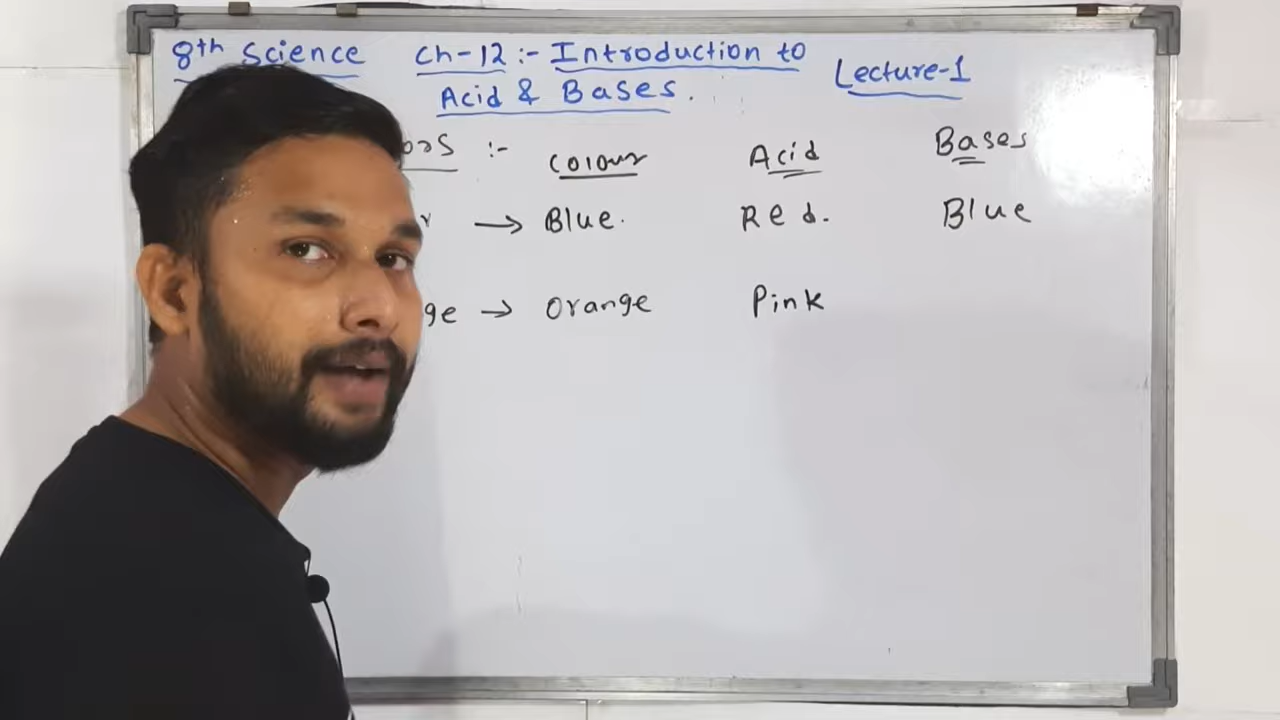 8th Science Ch-12 :- Introduction to Acid & Bases. Lecture-1
:- Colour Acid Bases
→ Blue. Red. Blue
→ Orange Pink